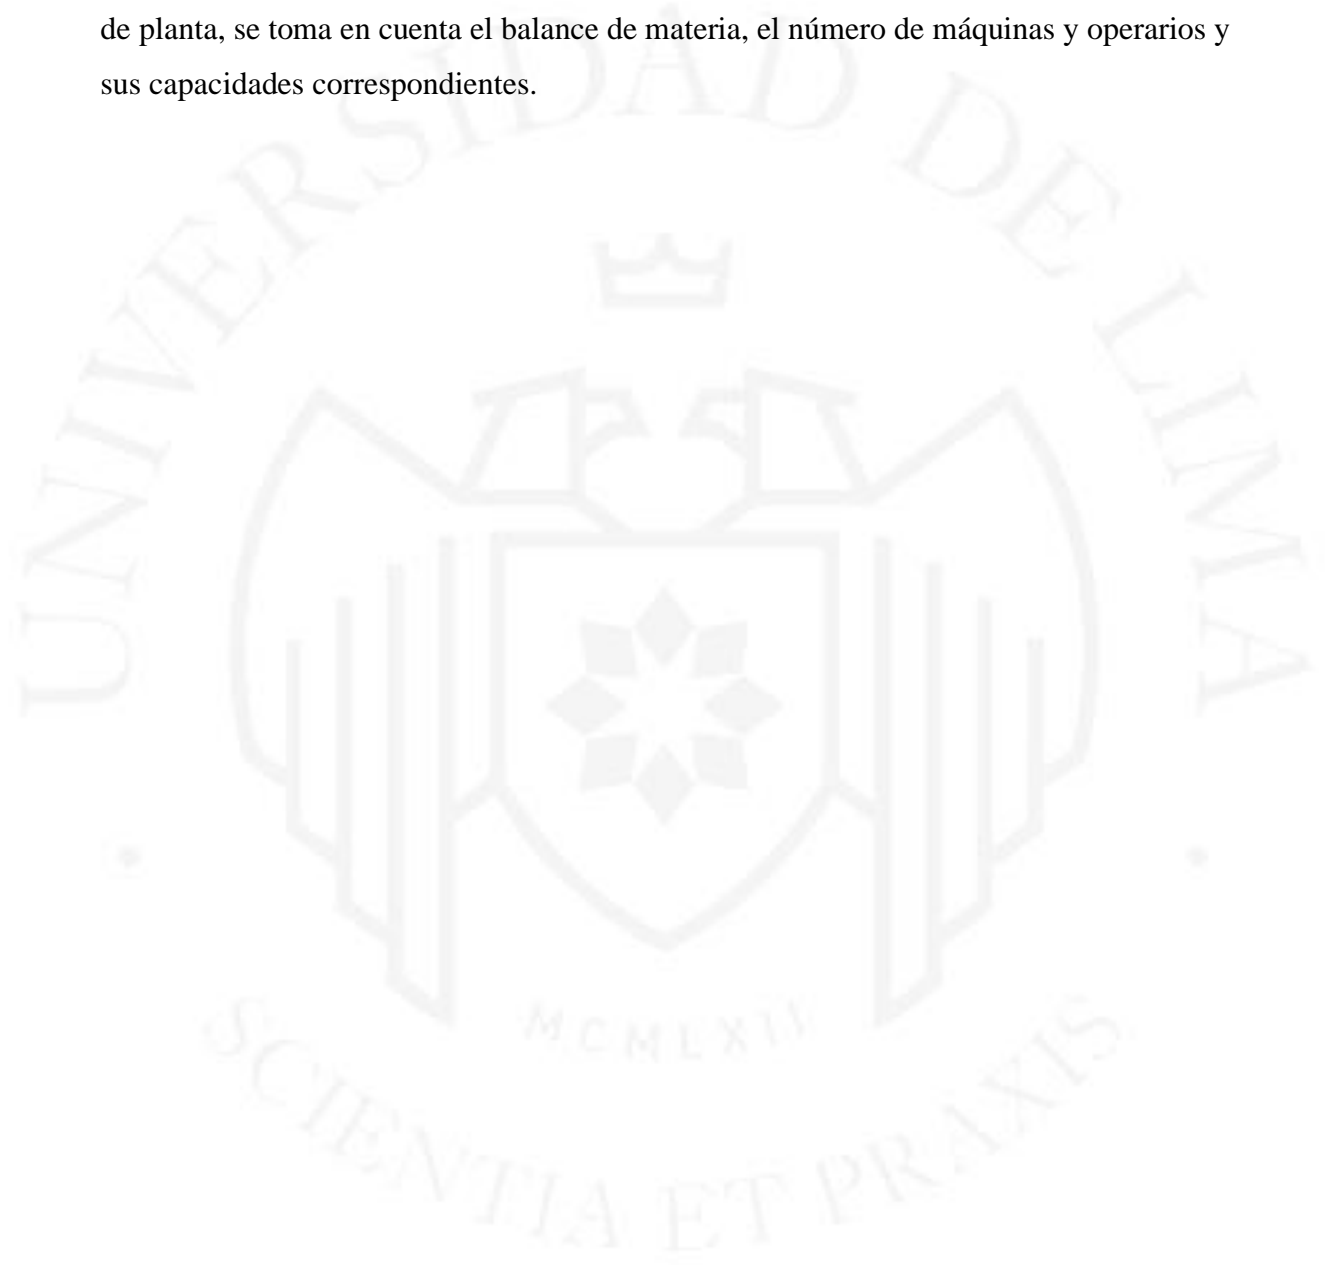 de planta, se toma en cuenta el balance de materia, el número de máquinas y operarios y
sus capacidades correspondientes.
UNIVERSIDAD DE LIMA
MCMLXII
SCIENTIA ET PRAXIS